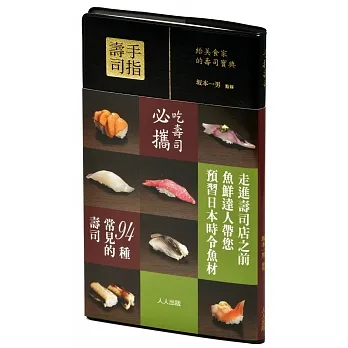 手指
壽司
給美食家
的壽司寶典
坂本一男 監修
吃壽司
必攜
走進壽司店之前
魚鮮達人帶您
預習日本時令魚材
94種
常見的
壽司
人人出版